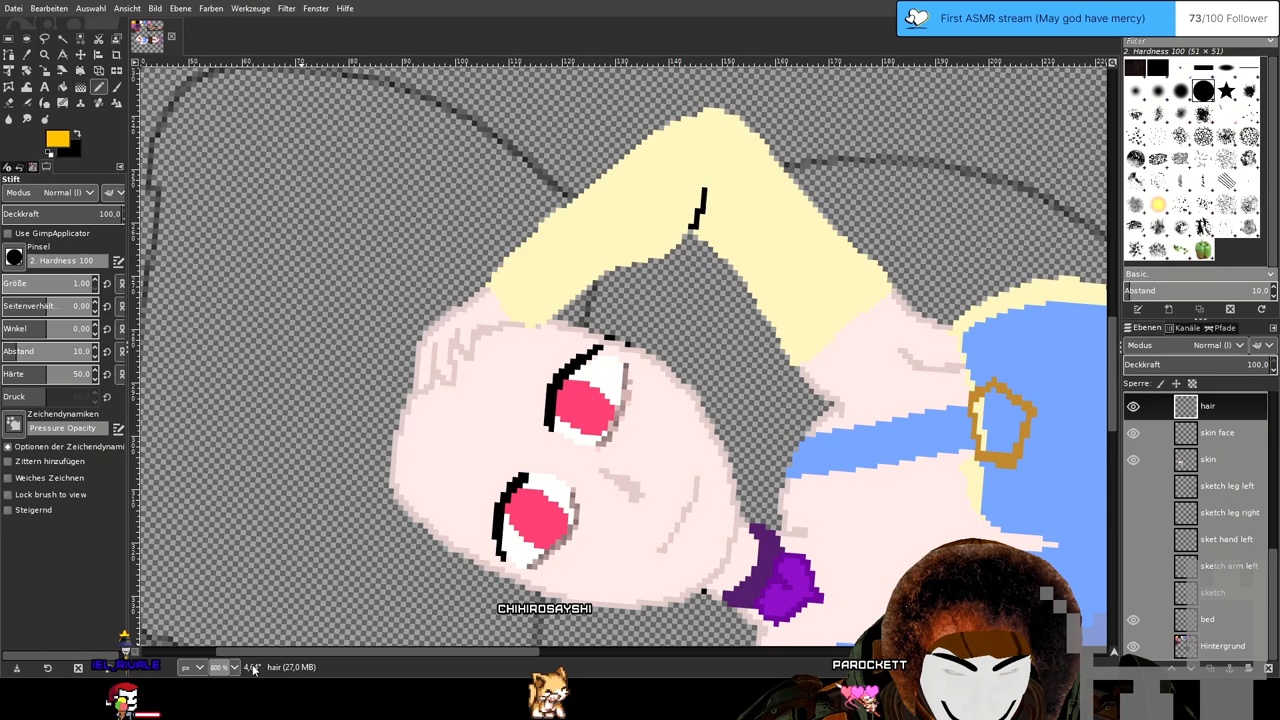 Datei Bearbeiten Auswahl Ansicht Bild Ebene Farben Werkzeuge Filter Fenster Hilfe
First ASMR stream (May god have mercy) 73/100 Follower
Filter
2. Hardness 100 (51 × 51)
Stift
Modus Normal (l)
Deckkraft 100,0
Use GimpApplicator
Pinsel
2. Hardness 100
Größe 1,00
Seitenverhält... 0,00
Winkel 0,00
Abstand 10,0
Härte 50,0
Druck
Zeichendynamiken
Pressure Opacity
Optionen der Zeichendynami
Zittern hinzufügen
Weiches Zeichnen
Lock brush to view
Steigernd
Basic,
Abstand 10,0
Ebenen Kanäle Pfade
Modus Normal (l)
Deckkraft 100,0
Sperre:
hair
skin face
skin
sketch leg left
sketch leg right
sket hand left
sketch arm left
sketch
bed
Hintergrund
CHIHIROSAYSHI
PAROCKETT
px 800 % hair (27,0 MB)